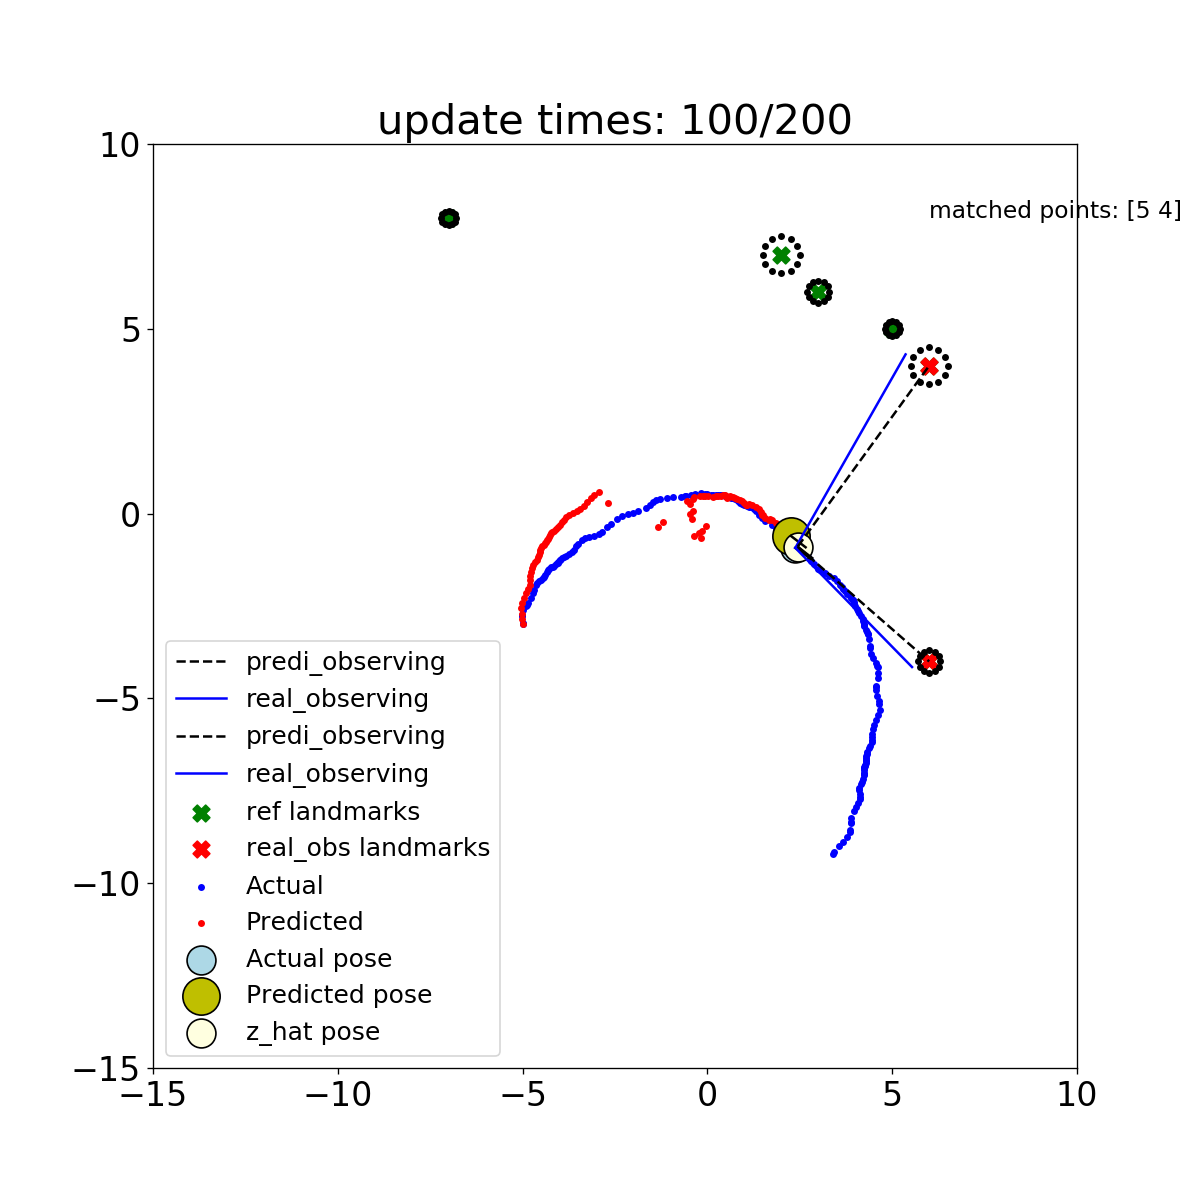 update times: 100/200
10
matched points: [5 4]
5
0
−5
−10
−15
predi_observing
real_observing
predi_observing
real_observing
ref landmarks
real_obs landmarks
Actual
Predicted
Actual pose
Predicted pose
z_hat pose
−15 −10 −5 0 5 10